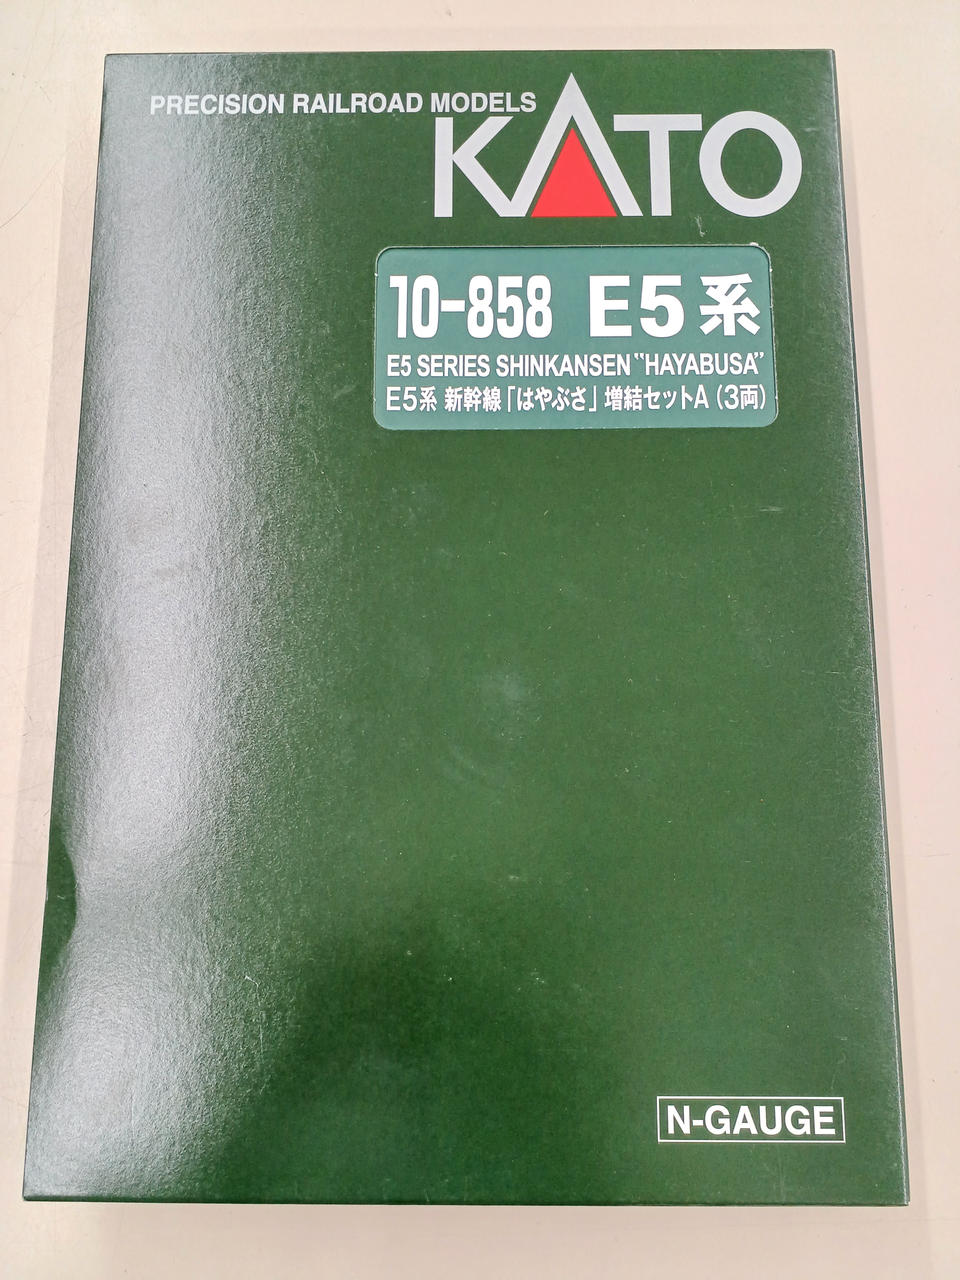 PRECISION RAILROAD MODELS
KATO
10-858 E5系
E5 SERIES SHINKANSEN "HAYABUSA"
E5系 新幹線「はやぶさ」増結セットA(3両)
N-GAUGE